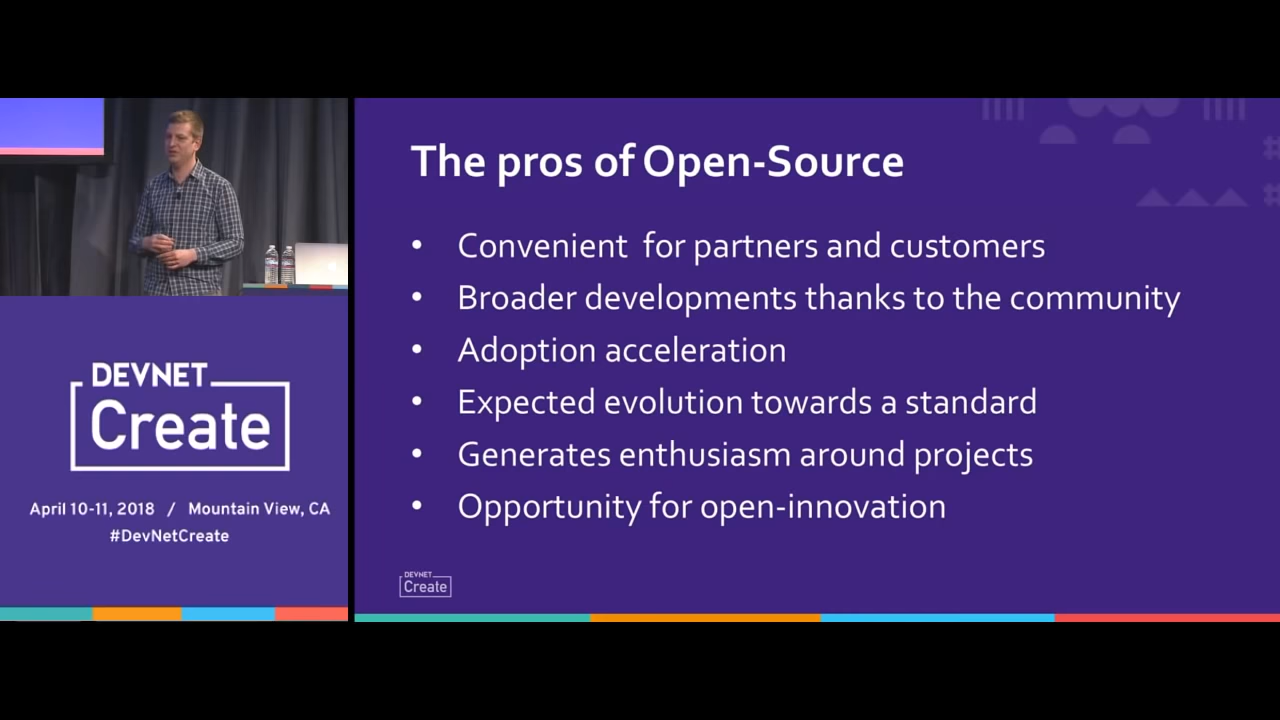 DEVNET
Create
April 10-11, 2018 / Mountain View, CA
#DevNetCreate
The pros of Open-Source
• Convenient for partners and customers
• Broader developments thanks to the community
• Adoption acceleration
• Expected evolution towards a standard
• Generates enthusiasm around projects
• Opportunity for open-innovation
DEVNET
Create